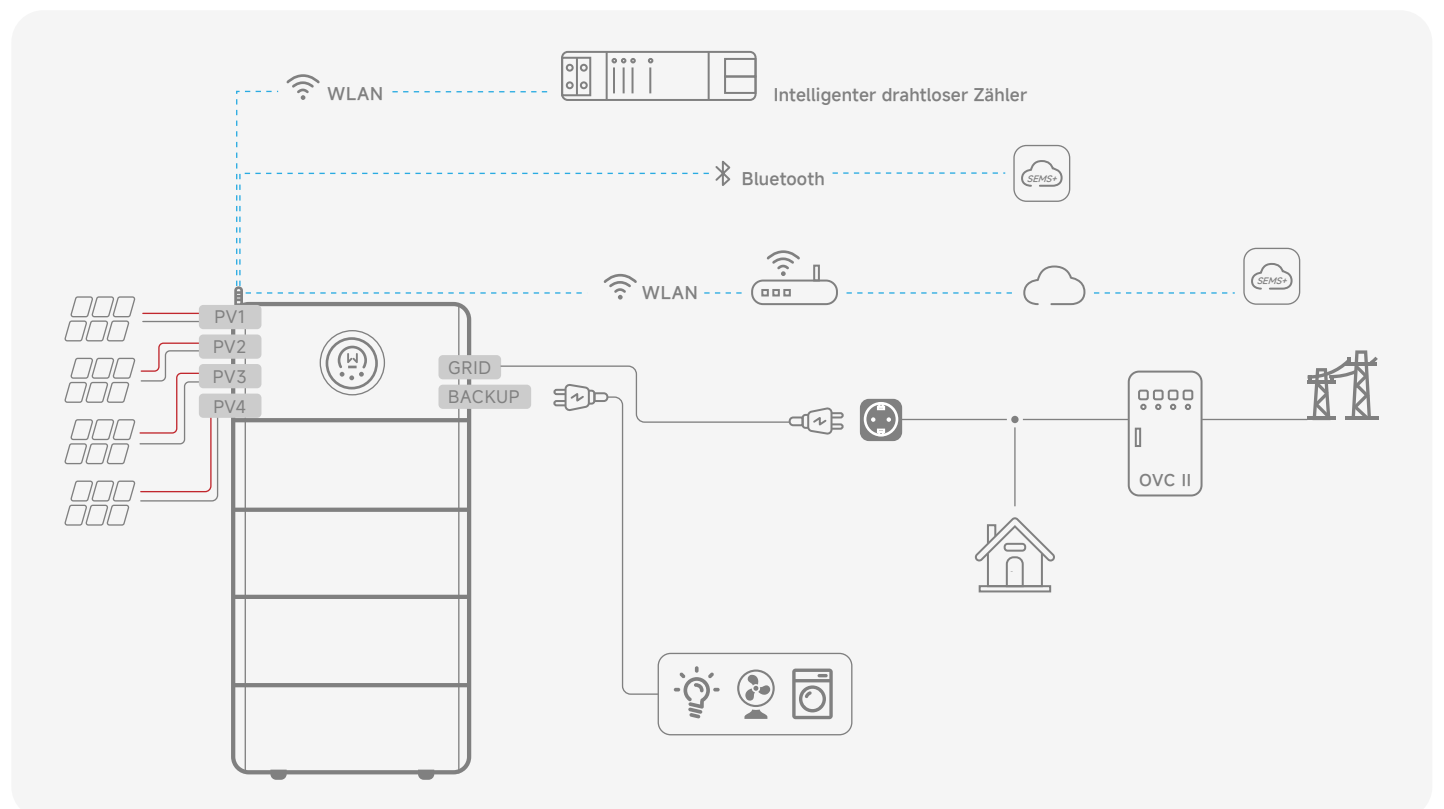 WLAN
Intelligenter drahtloser Zähler
Bluetooth
SEMS+
WLAN
SEMS+
PV1
PV2
PV3
PV4
GRID
BACKUP
OVC II